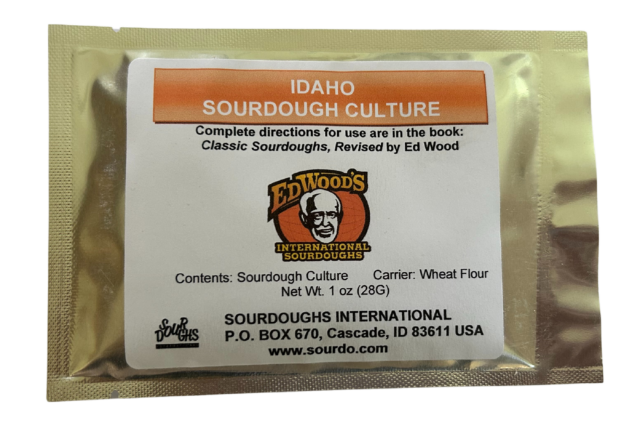 IDAHO
SOURDOUGH CULTURE
Complete directions for use are in the book:
Classic Sourdoughs, Revised by Ed Wood
ED WOOD'S
INTERNATIONAL
SOURDOUGHS
Contents: Sourdough Culture Carrier: Wheat Flour
Net Wt. 1 oz (28G)
SOURDOUGHS INTERNATIONAL
P.O. BOX 670, Cascade, ID 83611 USA
www.sourdo.com
SOURDOUGHS